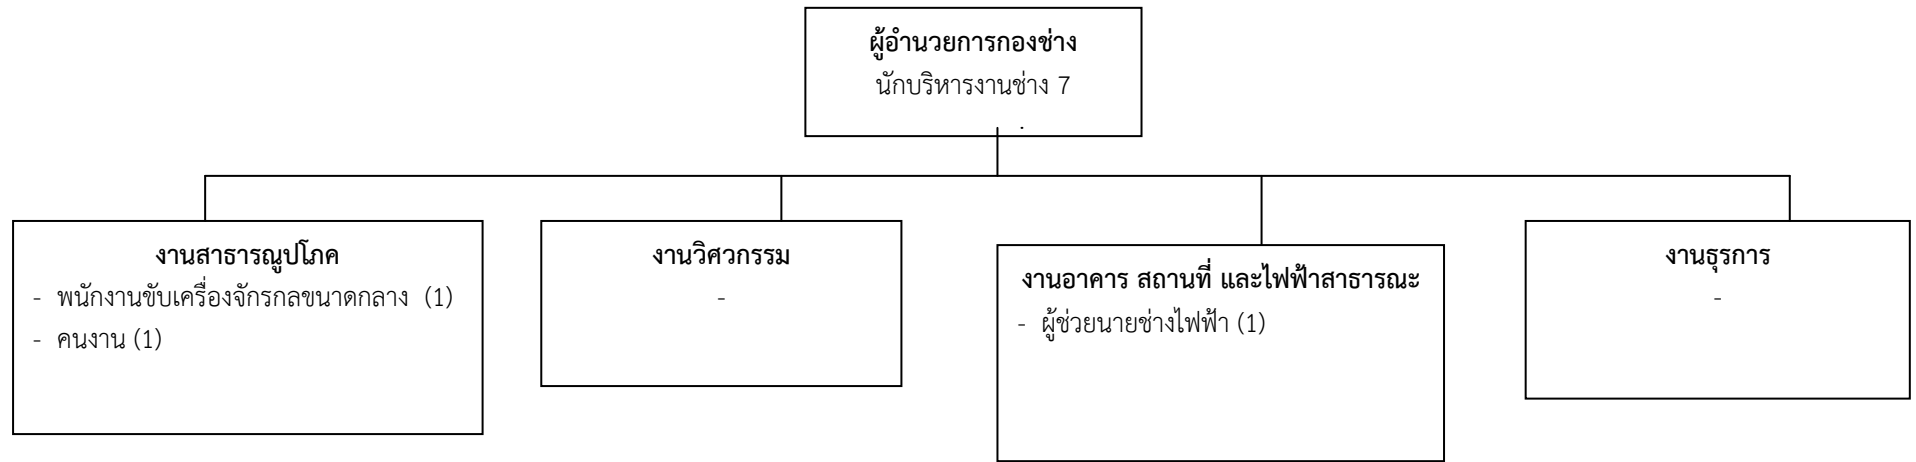 ผู้อำนวยการกองช่าง
นักบริหารงานช่าง 7
งานสาธารณูปโภค
- พนักงานขับเครื่องจักรกลขนาดกลาง (1)
- คนงาน (1)
งานวิศวกรรม
-
งานอาคาร สถานที่ และไฟฟ้าสาธารณะ
- ผู้ช่วยนายช่างไฟฟ้า (1)
งานธุรการ
-